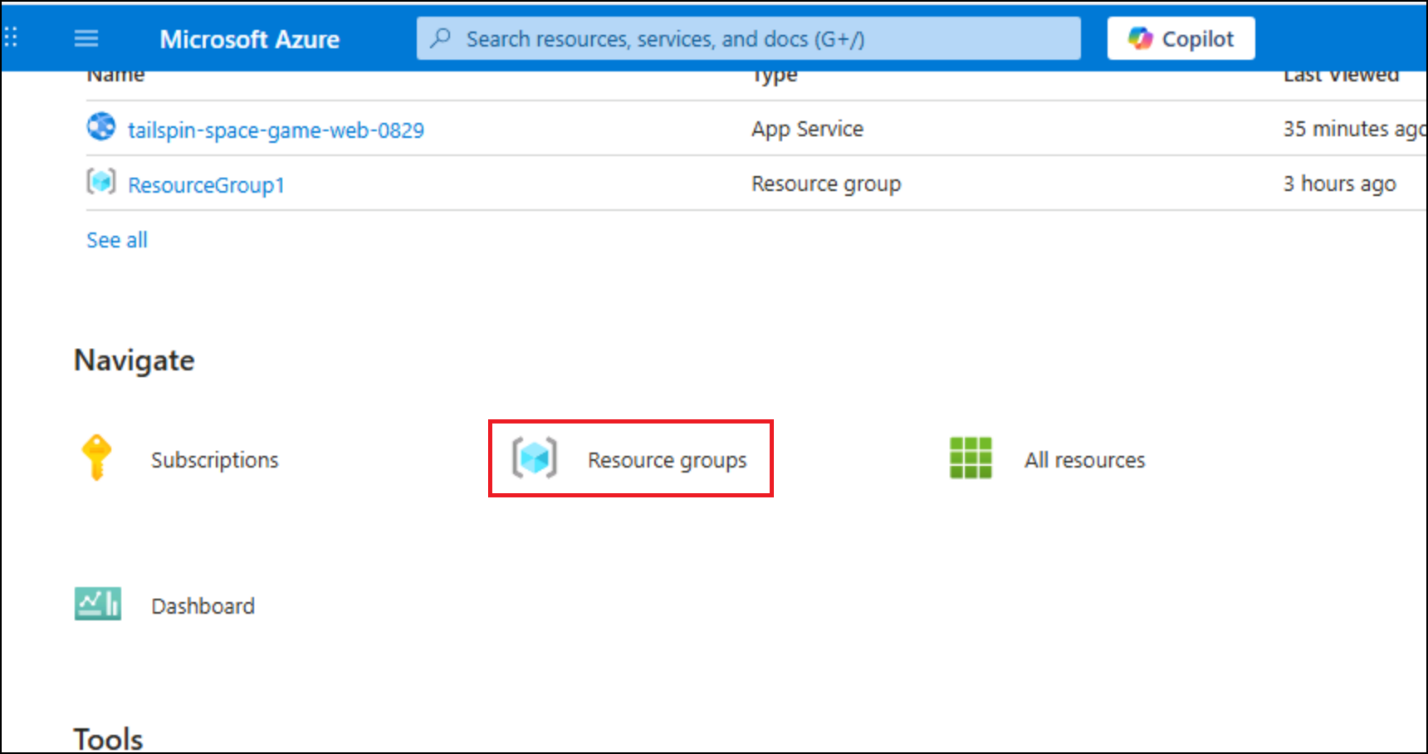 Microsoft Azure Search resources, services, and docs (G+/) Copilot
Name Type Last Viewed
tailspin-space-game-web-0829 App Service 35 minutes ago
ResourceGroup1 Resource group 3 hours ago
See all
Navigate
Subscriptions Resource groups All resources
Dashboard
Tools